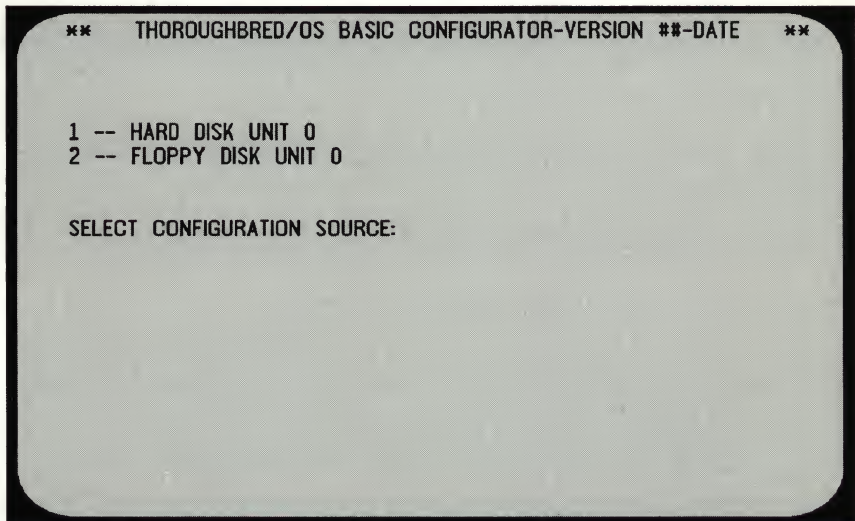 ** THOROUGHBRED/OS BASIC CONFIGURATOR-VERSION ##-DATE **
1 -- HARD DISK UNIT 0
2 -- FLOPPY DISK UNIT 0
SELECT CONFIGURATION SOURCE: